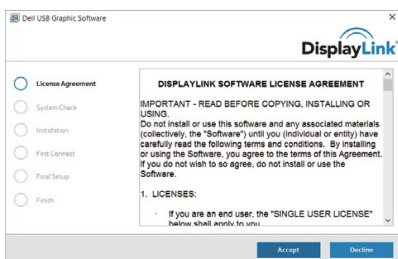 Dell USB Graphic Software
DisplayLink
License Agreement
System Check
Installation
First Connect
Final Setup
Finish
DISPLAYLINK SOFTWARE LICENSE AGREEMENT
IMPORTANT - READ BEFORE COPYING, INSTALLING OR
USING.
Do not install or use this software and any associated materials
(collectively, the "Software") until you (individual or entity) have
carefully read the following terms and conditions. By installing
or using the Software, you agree to the terms of this Agreement.
If you do not wish to so agree, do not install or use the
Software.
1. LICENSES:
· If you are an end user, the "SINGLE USER LICENSE"
below shall apply to you
Accept
Decline